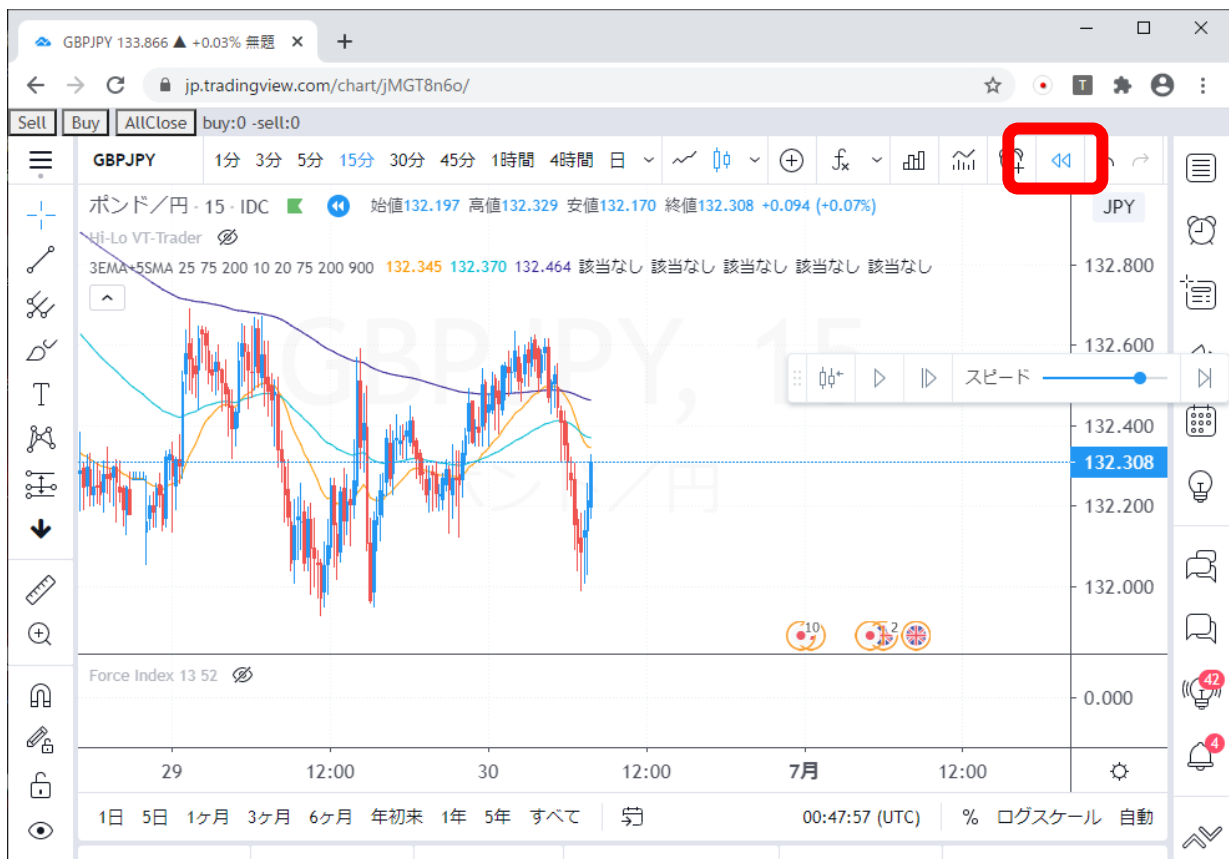 GBPJPY 133.866 ▲ +0.03% 無題
jp.tradingview.com/chart/jMGT8n6o/
T
Sell Buy AllClose buy:0 -sell:0
GBPJPY 1分 3分 5分 15分 30分 45分 1時間 4時間 日
ポンド／円 · 15 · IDC 始値132.197 高値132.329 安値132.170 終値132.308 +0.094 (+0.07%) JPY
Hi-Lo VT-Trader
3EMA+5SMA 25 75 200 10 20 75 200 900 132.345 132.370 132.464 該当なし 該当なし 該当なし 該当なし 該当なし
GBPJPY, 15
ポンド／円
132.800
132.600
スピード
132.400
132.308
132.200
132.000
10 2
Force Index 13 52
0.000
42
4
29 12:00 30 12:00 7月 12:00
1日 5日 1ヶ月 3ヶ月 6ヶ月 年初来 1年 5年 すべて 00:47:57 (UTC) % ログスケール 自動